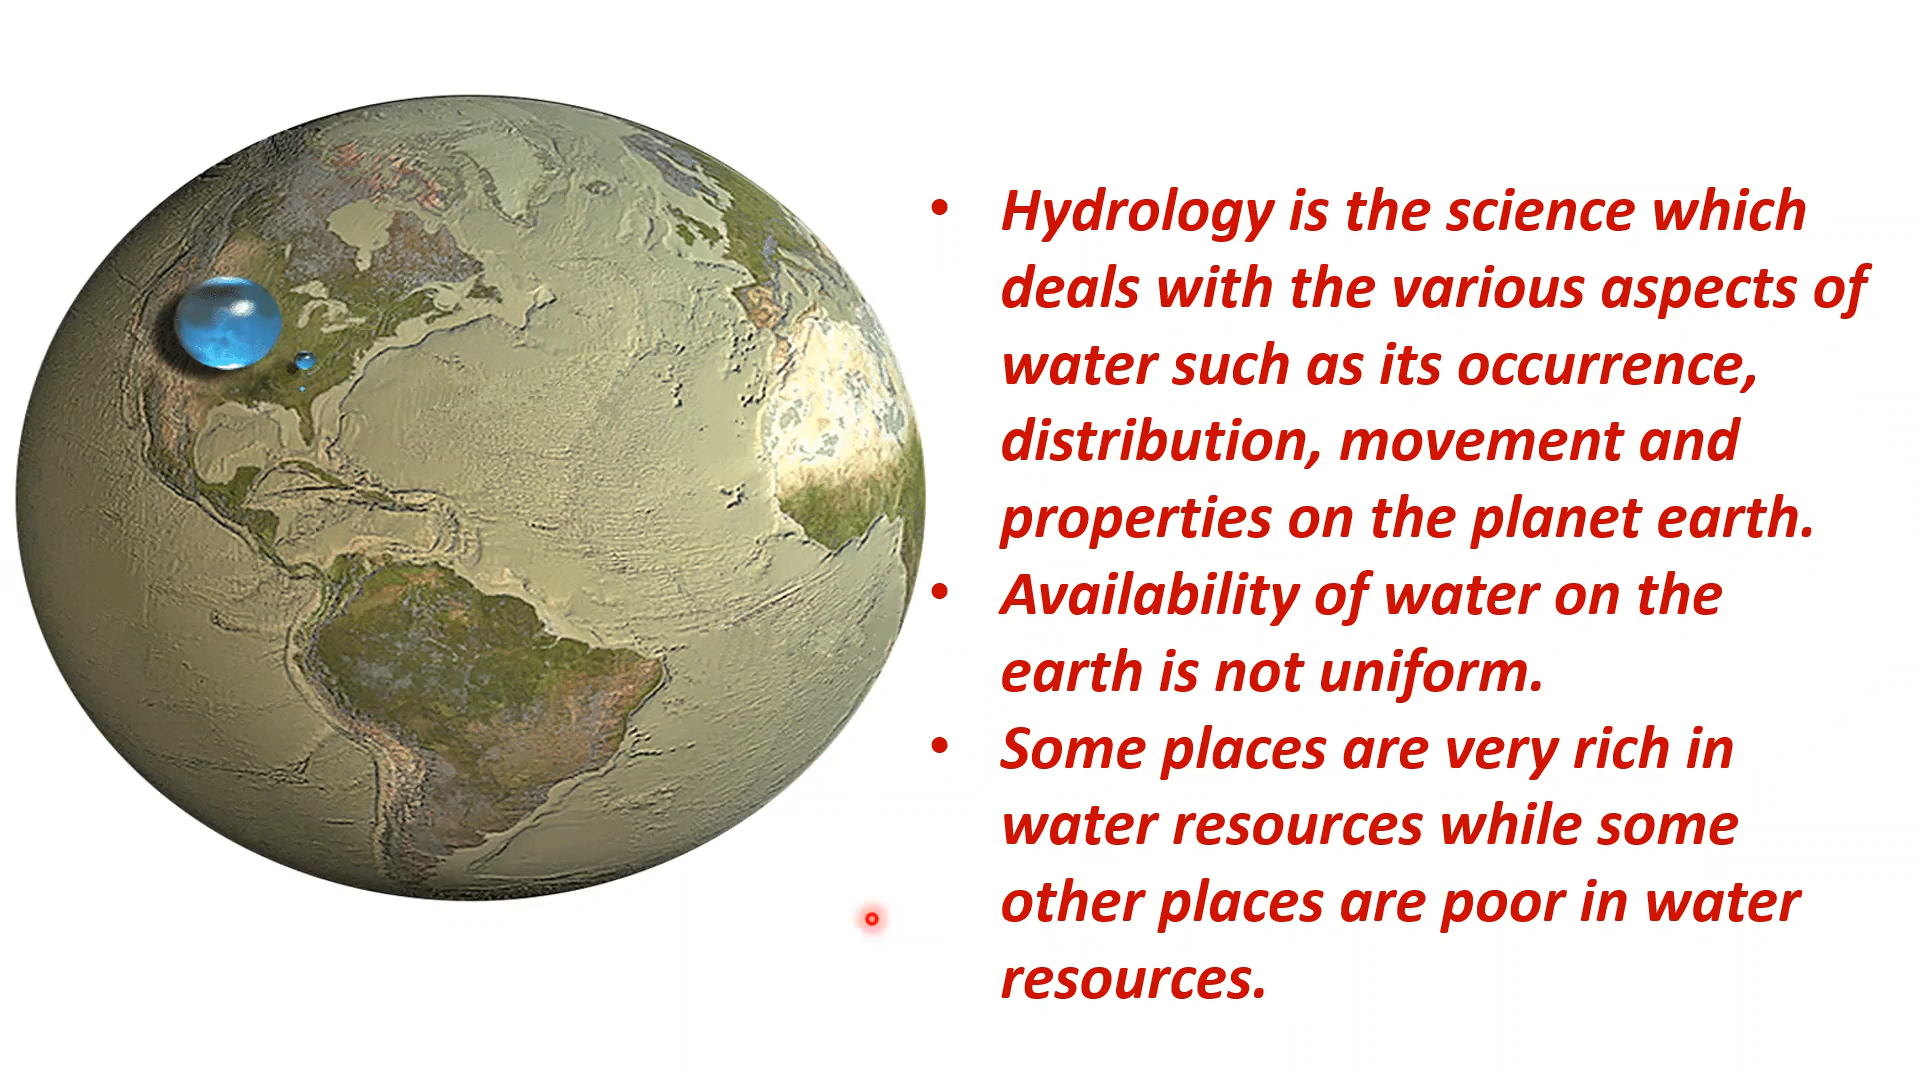 • Hydrology is the science which
deals with the various aspects of
water such as its occurrence,
distribution, movement and
properties on the planet earth.
• Availability of water on the
earth is not uniform.
• Some places are very rich in
water resources while some
other places are poor in water
resources.